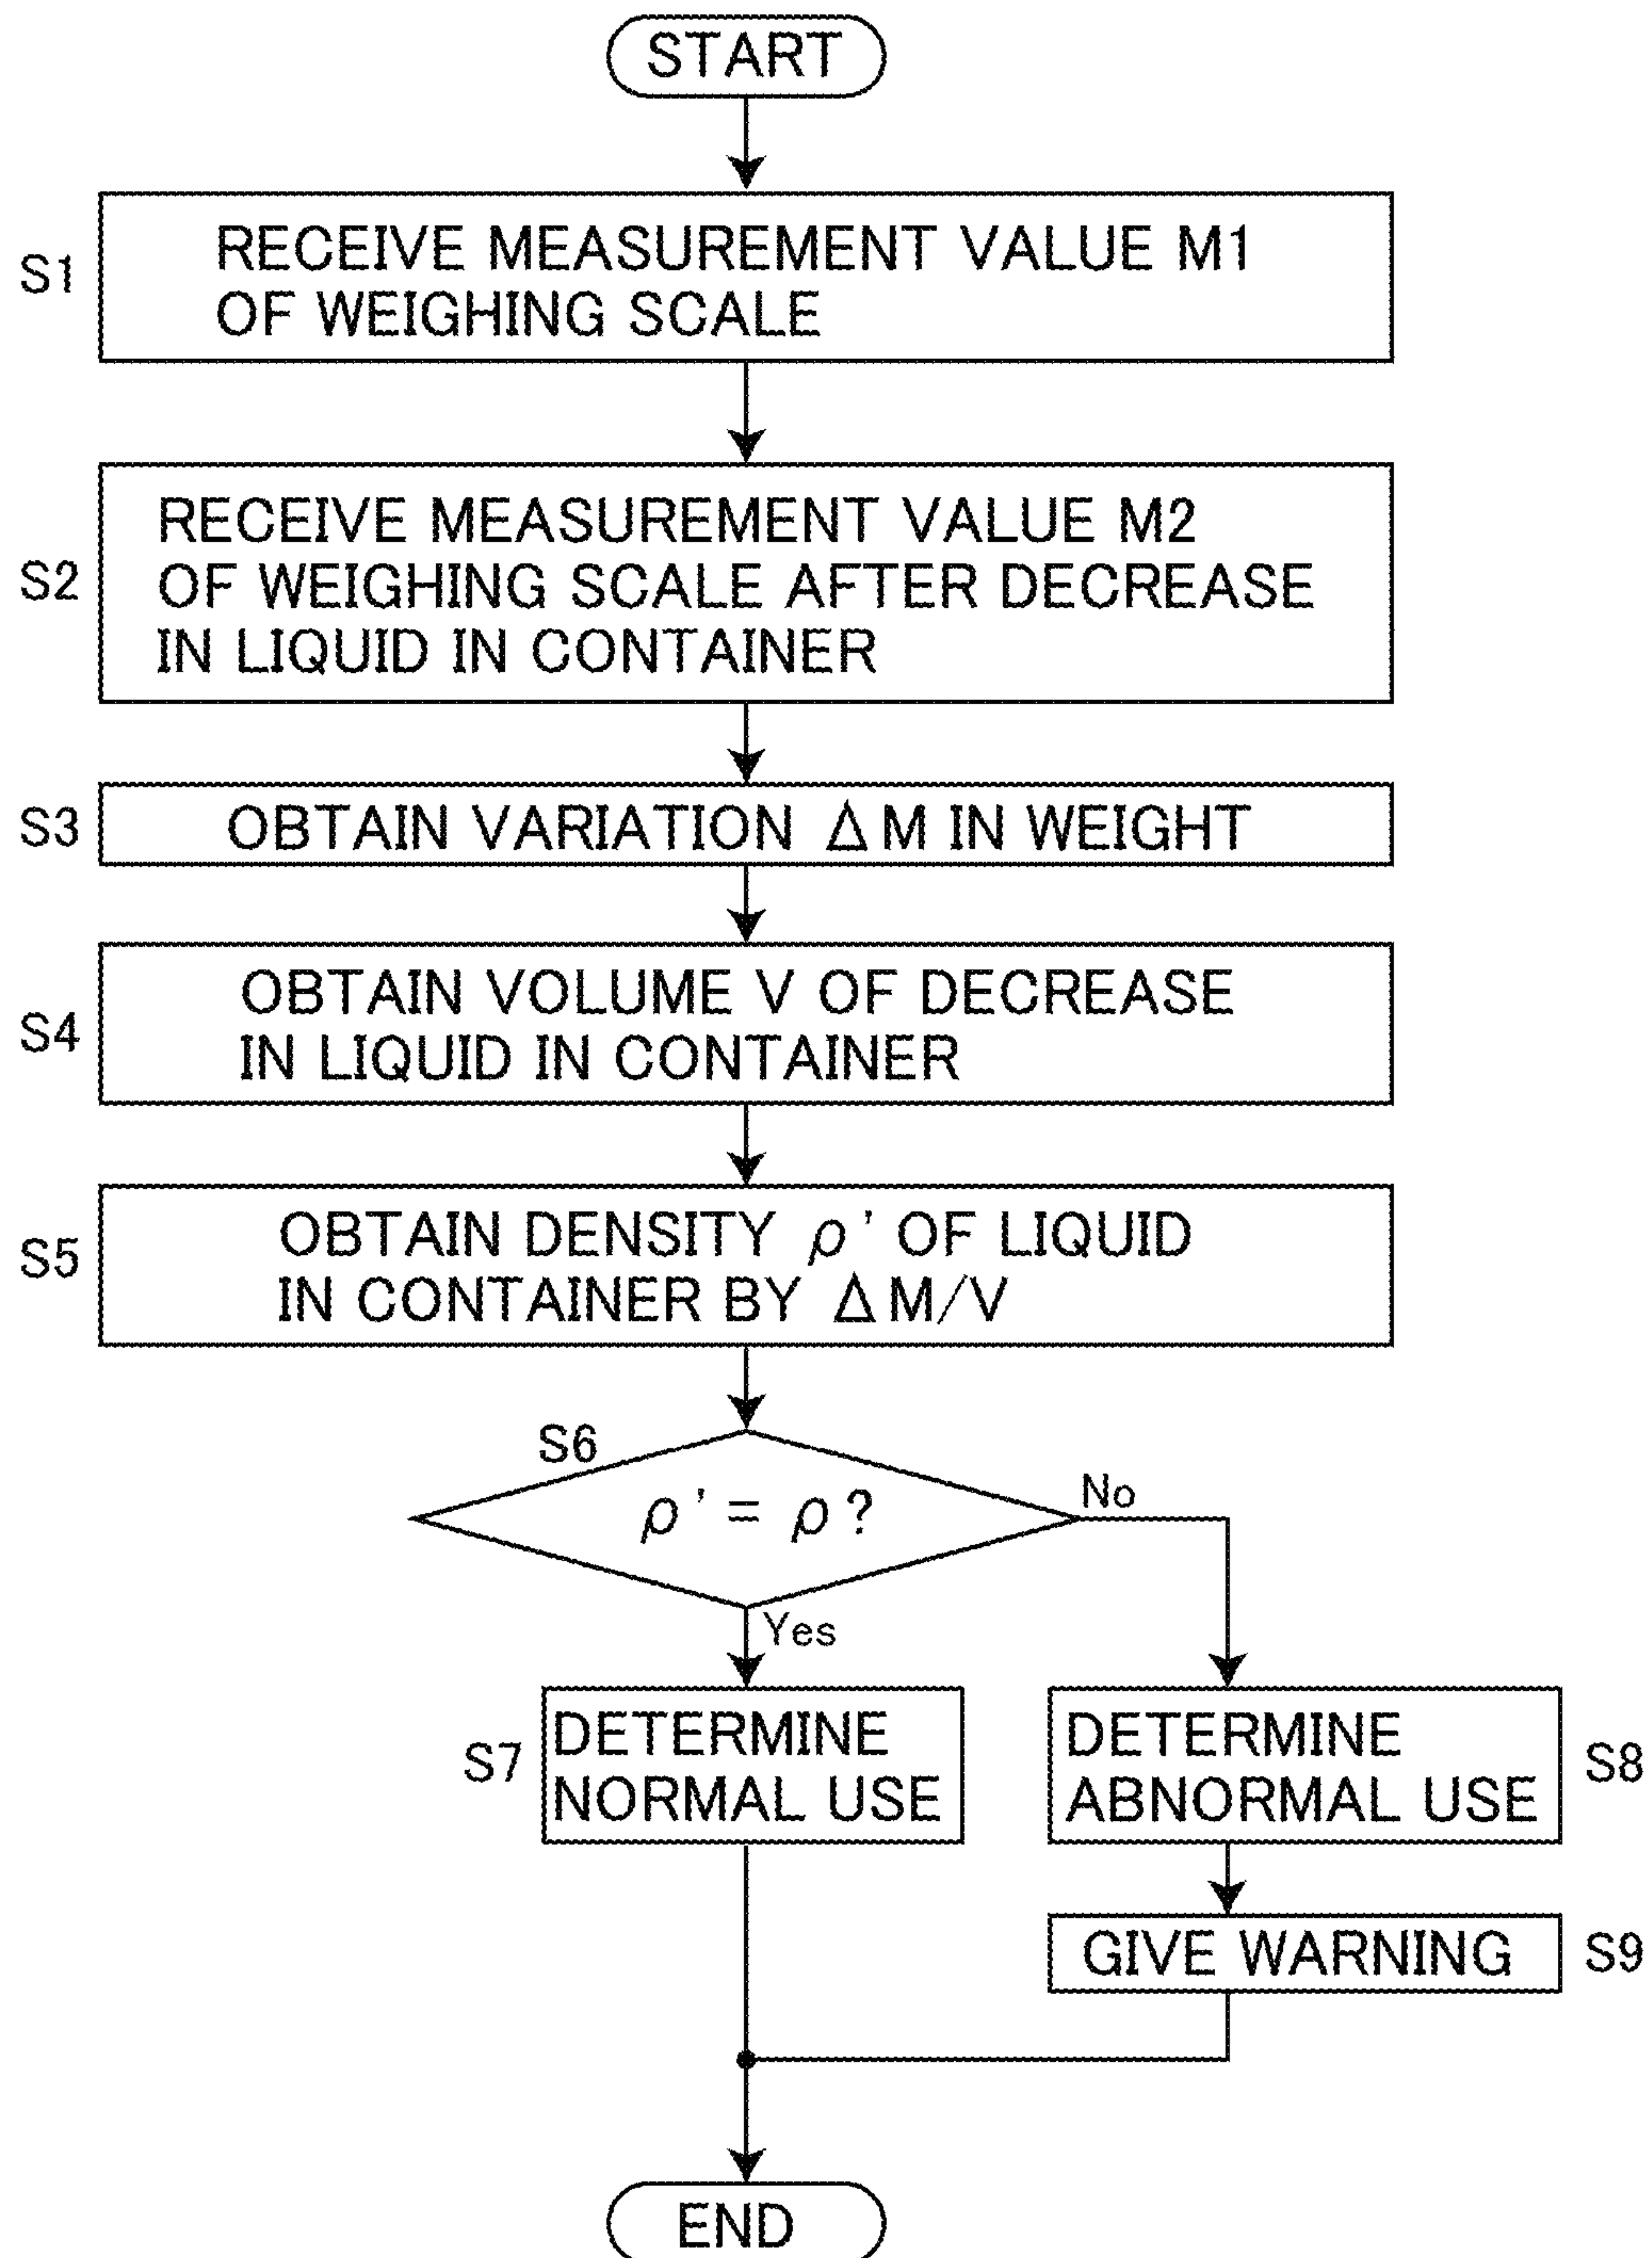 START
S1
RECEIVE MEASUREMENT VALUE M1
OF WEIGHING SCALE
S2
RECEIVE MEASUREMENT VALUE M2
OF WEIGHING SCALE AFTER DECREASE
IN LIQUID IN CONTAINER
S3
OBTAIN VARIATION ΔM IN WEIGHT
S4
OBTAIN VOLUME V OF DECREASE
IN LIQUID IN CONTAINER
S5
OBTAIN DENSITY ρ' OF LIQUID
IN CONTAINER BY ΔM/V
S6
ρ' = ρ?
No
Yes
S7
DETERMINE
NORMAL USE
DETERMINE
ABNORMAL USE
S8
GIVE WARNING
S9
END